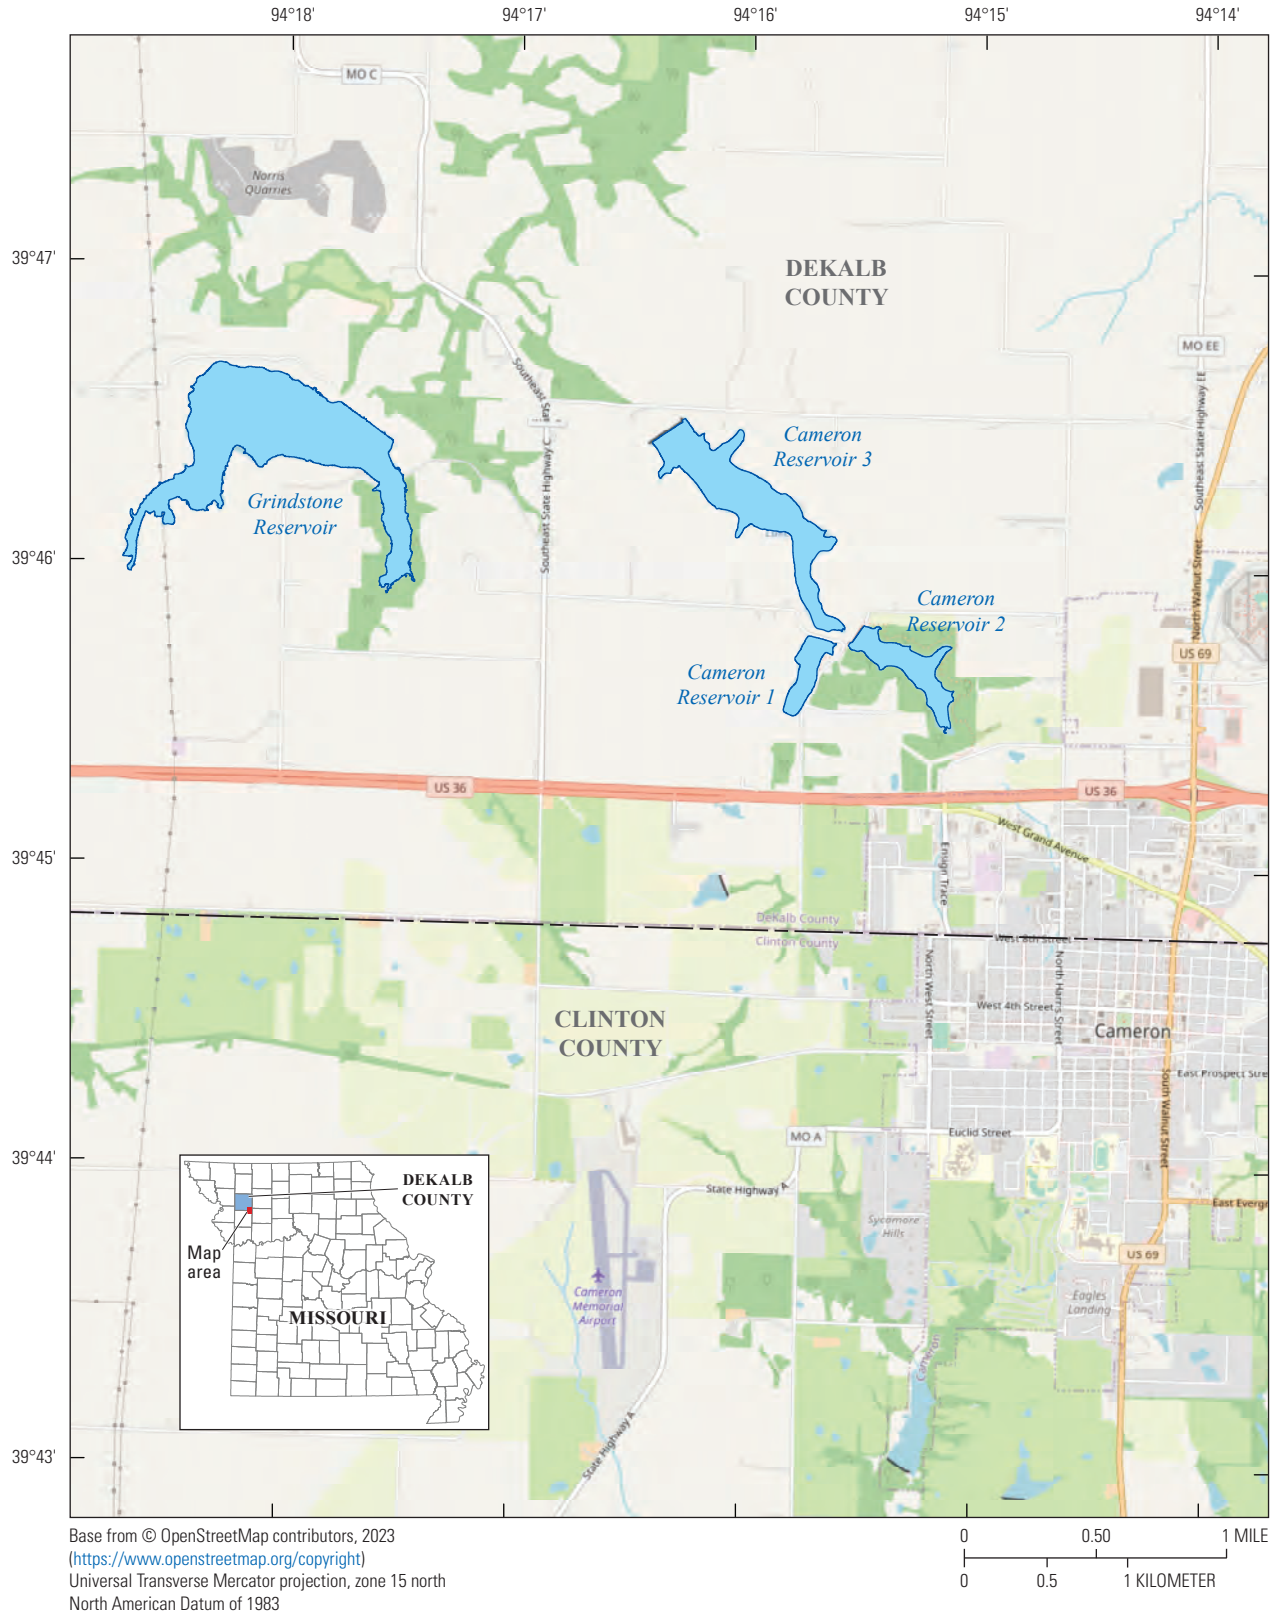 94°18'
94°17'
94°16'
94°15'
94°14'
MO C
Norris
Quarries
39°47'
DEKALB
COUNTY
MO EE
Southeast State Highway C
Southeast State Highway EE
Cameron
Reservoir 3
Grindstone
Reservoir
Southeast State Highway C
39°46'
North Walnut Street
Cameron
Reservoir 2
US 69
Cameron
Reservoir 1
US 36
US 36
West Grand Avenue
39°45'
Ensign Trace
DeKalb County
Clinton County
West 8th Street
North West Street
North Harris Street
West 4th Street
CLINTON
COUNTY
Cameron
East Prospect Stre
South Walnut Street
MO A
Euclid Street
39°44'
State Highway A
East Everg
DEKALB
COUNTY
Map
area
MISSOURI
Sycamore
Hills
US 69
Cameron
Memorial
Airport
Eagles
Landing
Cameron
State Highway A
39°43'
Base from © OpenStreetMap contributors, 2023
(https://www.openstreetmap.org/copyright)
Universal Transverse Mercator projection, zone 15 north
North American Datum of 1983
0 0.50 1 MILE
0 0.5 1 KILOMETER